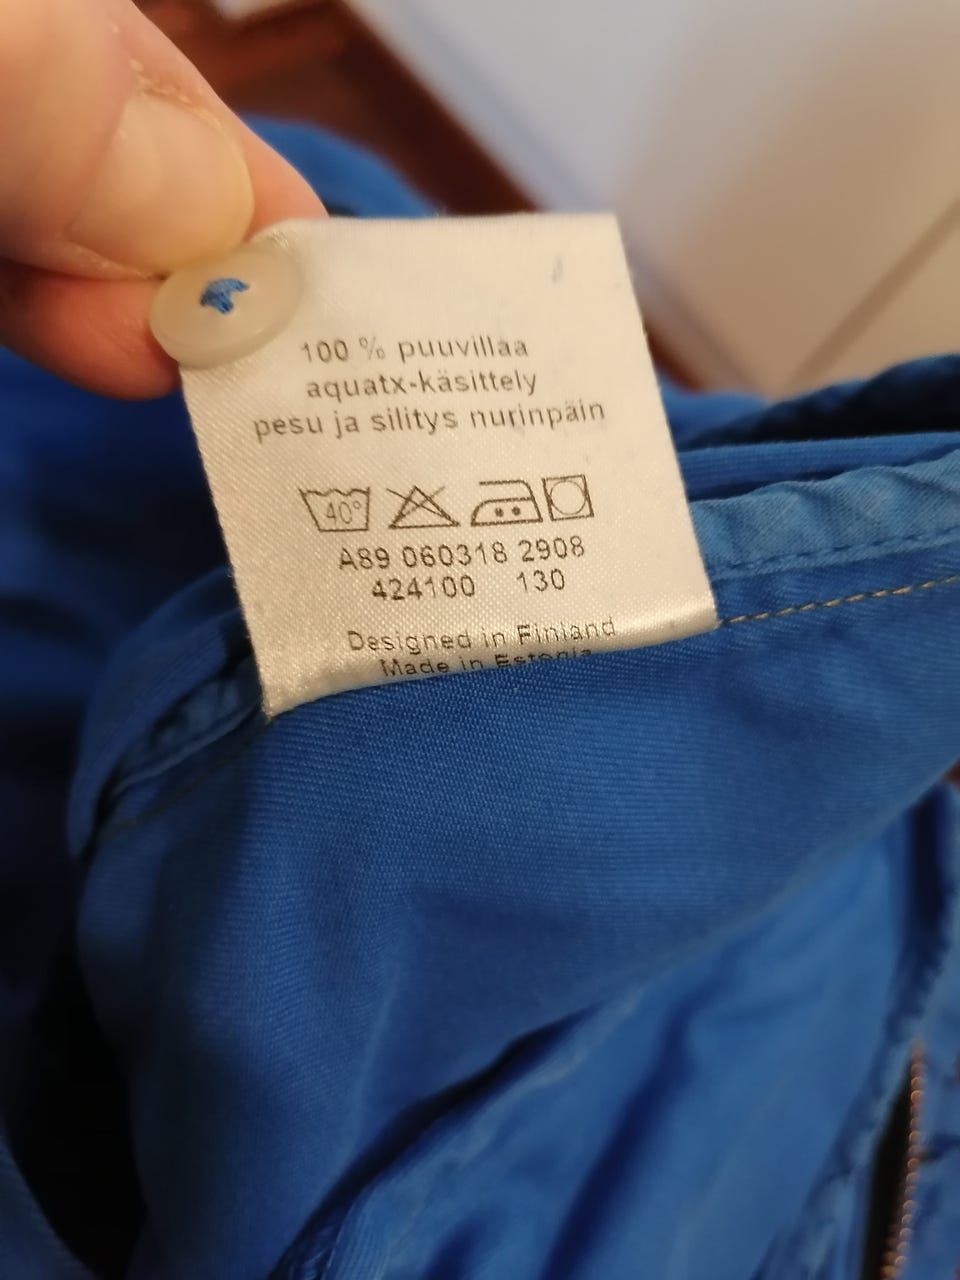 100 % puuvillaa
aquatx-käsittely
pesu ja silitys nurinpäin
40°
A89 060318 2908
424100 130
Designed in Finland
Made in Estonia